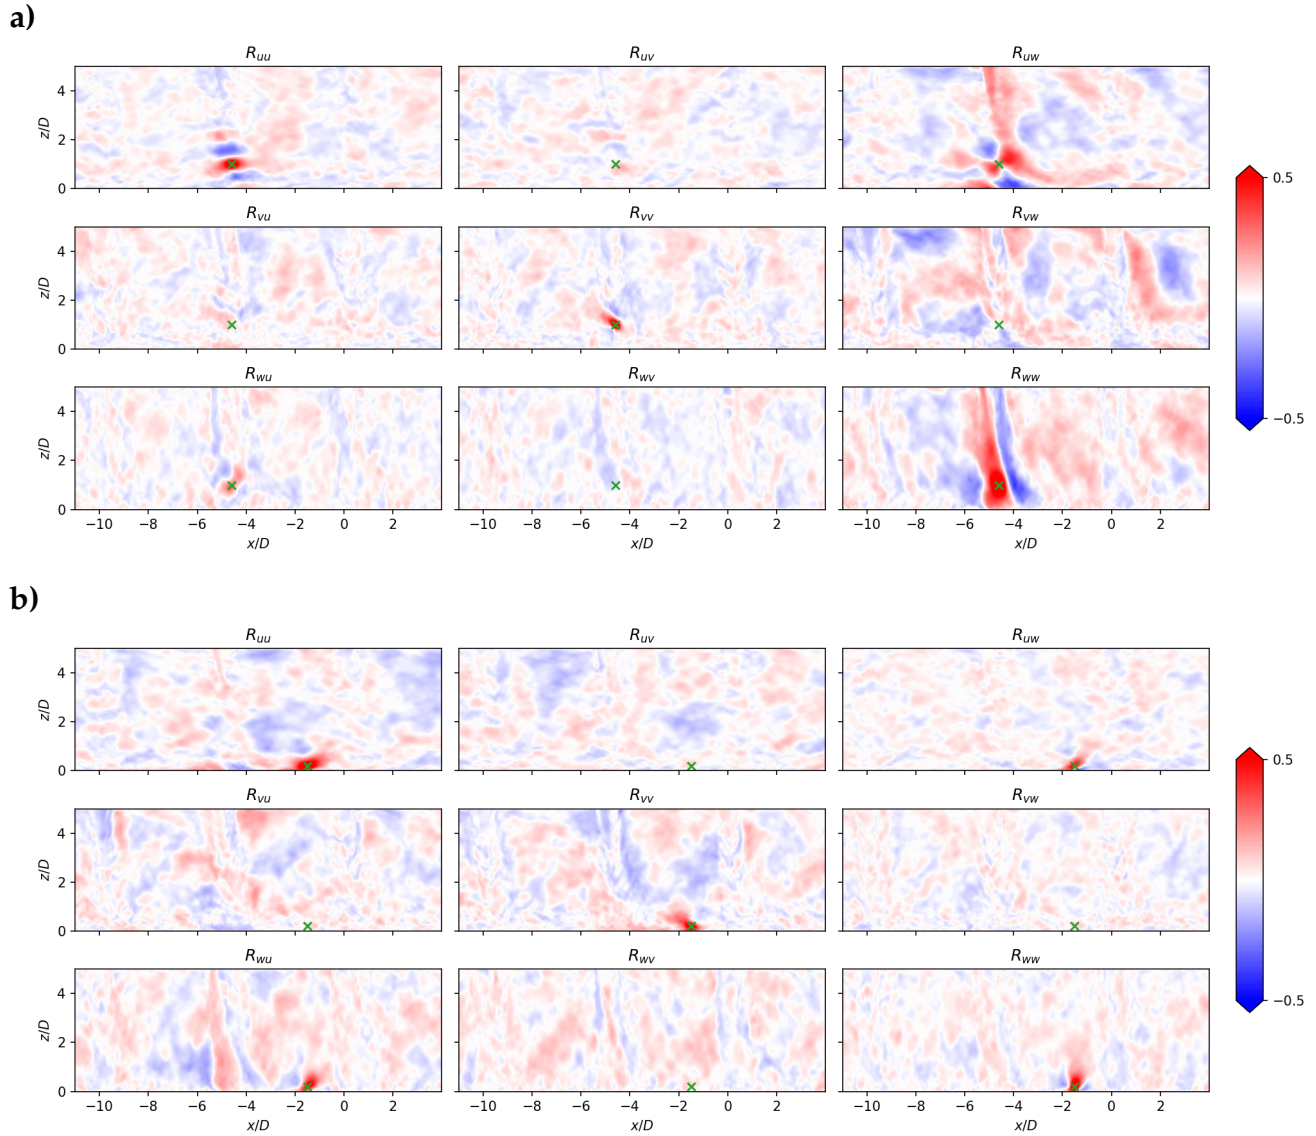 a)
R_uu R_uv R_uw
z/D 4 2 0
0.5
R_vu R_vv R_vw
z/D 4 2 0
−0.5
R_wu R_wv R_ww
z/D 4 2 0
−10 −8 −6 −4 −2 0 2 −10 −8 −6 −4 −2 0 2 −10 −8 −6 −4 −2 0 2
x/D x/D x/D
b)
R_uu R_uv R_uw
z/D 4 2 0
0.5
R_vu R_vv R_vw
z/D 4 2 0
−0.5
R_wu R_wv R_ww
z/D 4 2 0
−10 −8 −6 −4 −2 0 2 −10 −8 −6 −4 −2 0 2 −10 −8 −6 −4 −2 0 2
x/D x/D x/D